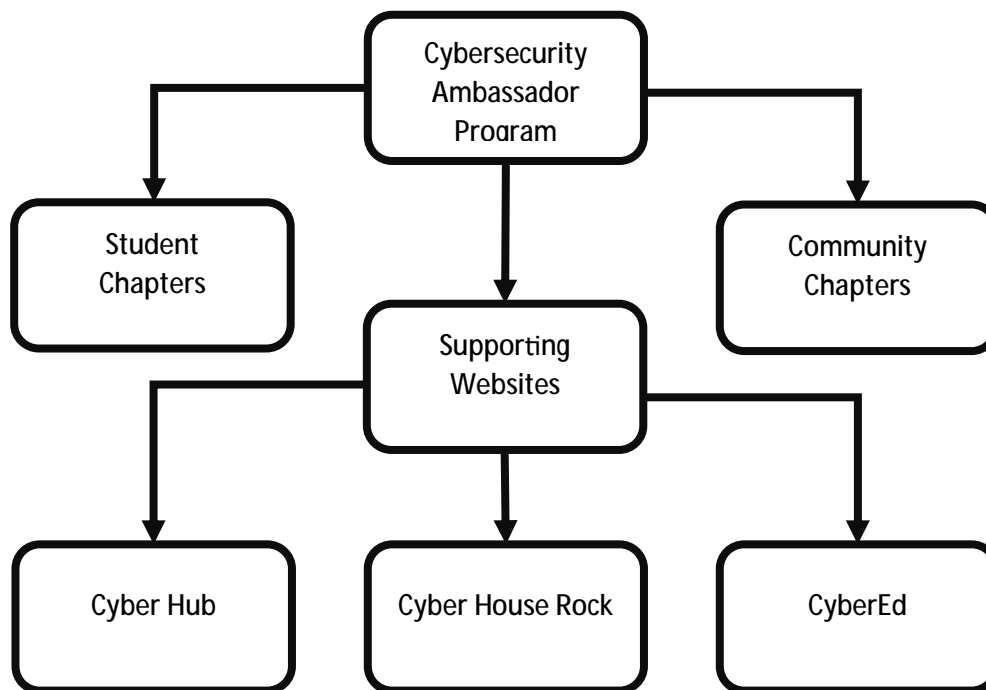 Cybersecurity
Ambassador
Program
Student
Chapters
Community
Chapters
Supporting
Websites
Cyber Hub
Cyber House Rock
CyberEd